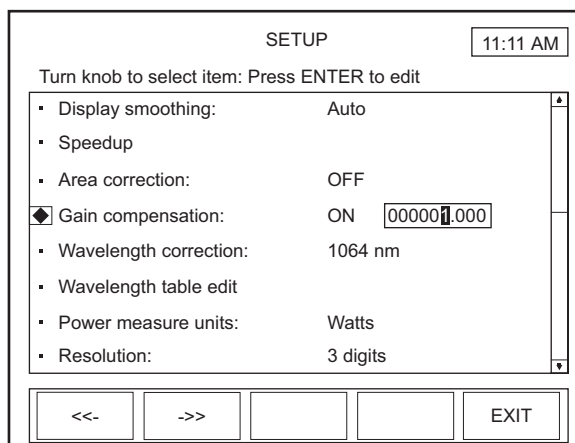 SETUP
11:11 AM
Turn knob to select item: Press ENTER to edit
Display smoothing: Auto
Speedup
Area correction: OFF
Gain compensation: ON 000001.000
Wavelength correction: 1064 nm
Wavelength table edit
Power measure units: Watts
Resolution: 3 digits
<<- ->> EXIT